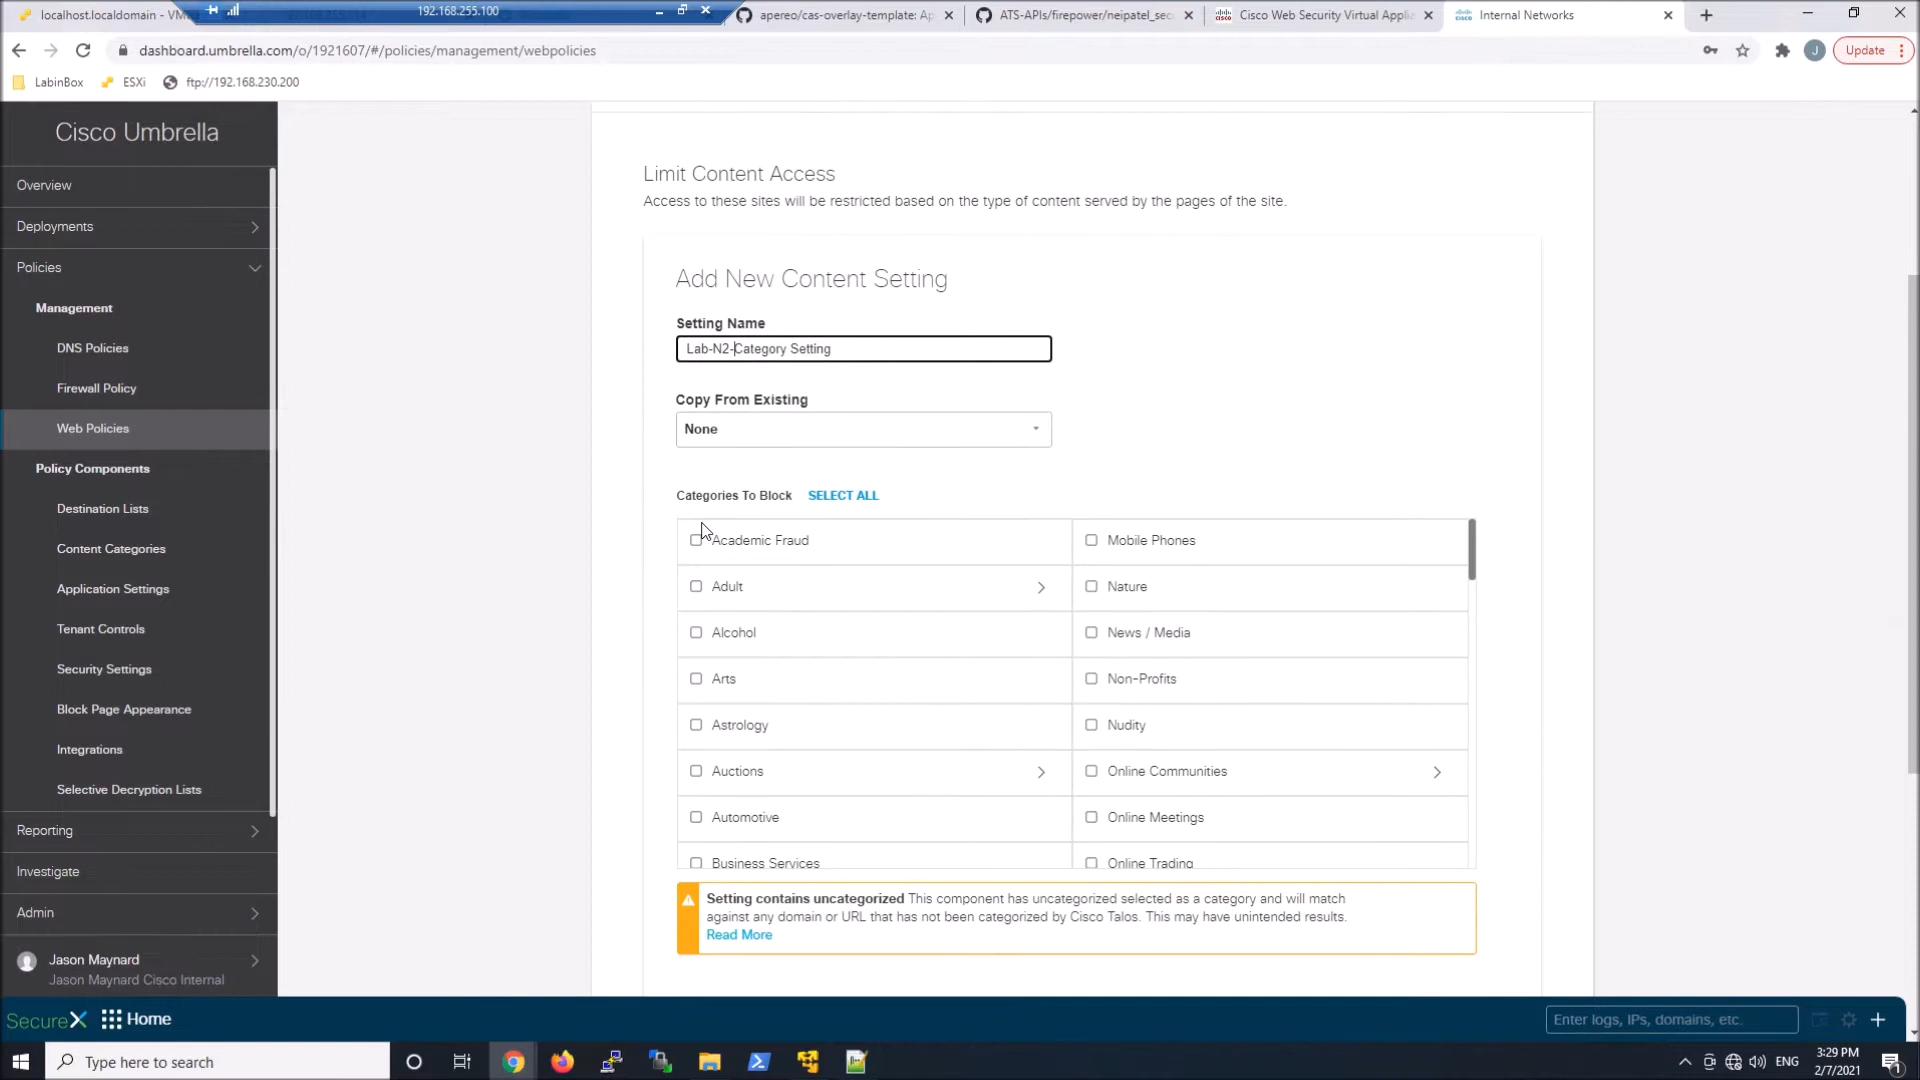 localhost.localdomain - VM
192.168.255.100
apereo/cas-overlay-template: Ap
ATS-APIs/firepower/neipatel_sec
Cisco Web Security Virtual Applia
Internal Networks
dashboard.umbrella.com/o/1921607/#/policies/management/webpolicies
J
Update
LabinBox
ESXi
ftp://192.168.230.200
Cisco Umbrella
Overview
Deployments
Policies
Management
DNS Policies
Firewall Policy
Web Policies
Policy Components
Destination Lists
Content Categories
Application Settings
Tenant Controls
Security Settings
Block Page Appearance
Integrations
Selective Decryption Lists
Reporting
Investigate
Admin
Jason Maynard
Jason Maynard Cisco Internal
Limit Content Access
Access to these sites will be restricted based on the type of content served by the pages of the site.
Add New Content Setting
Setting Name
Lab-N2-Category Setting
Copy From Existing
None
Categories To Block SELECT ALL
Academic Fraud
Mobile Phones
Adult
Nature
Alcohol
News / Media
Arts
Non-Profits
Astrology
Nudity
Auctions
Online Communities
Automotive
Online Meetings
Business Services
Online Trading
Setting contains uncategorized This component has uncategorized selected as a category and will match
against any domain or URL that has not been categorized by Cisco Talos. This may have unintended results.
Read More
SecureX
Home
Enter logs, IPs, domains, etc.
Type here to search
ENG
3:29 PM
2/7/2021
1